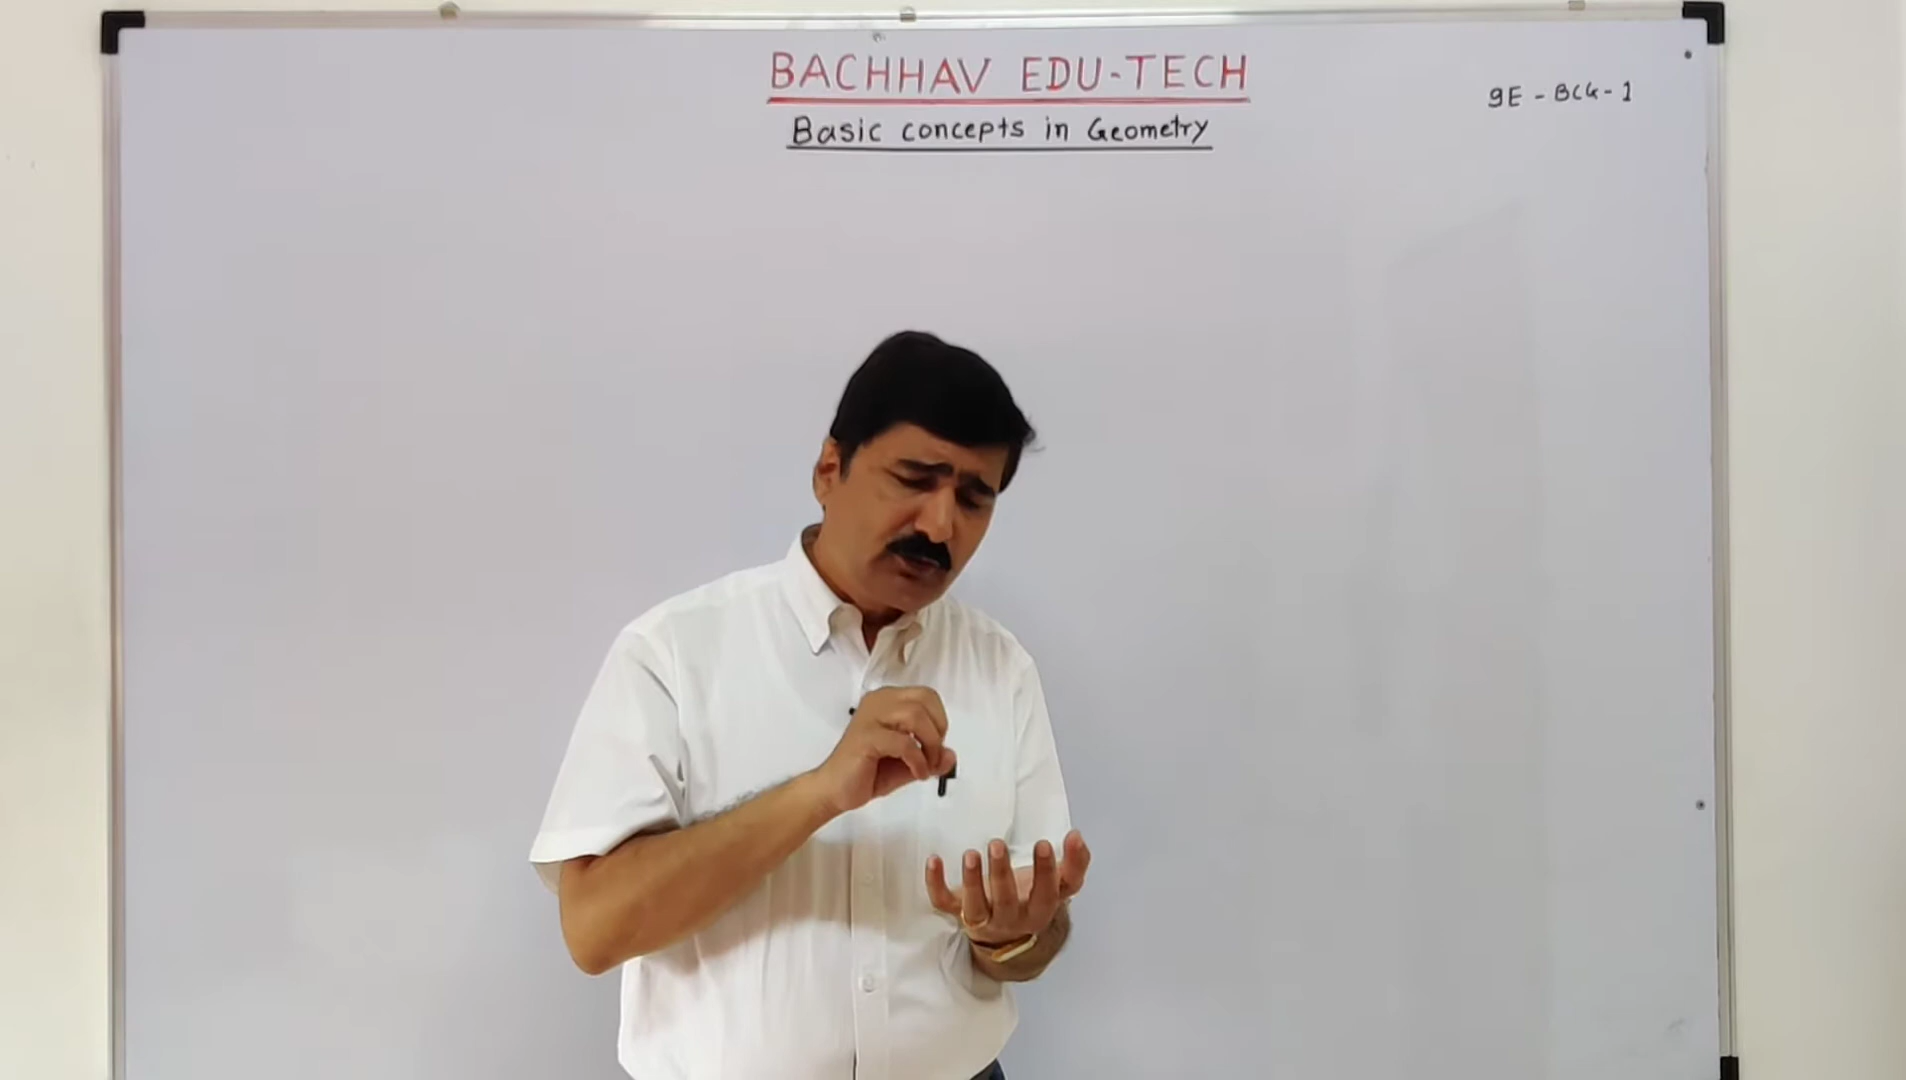 BACHHAV EDU-TECH
9E - BCG - 1
Basic concepts in Geometry